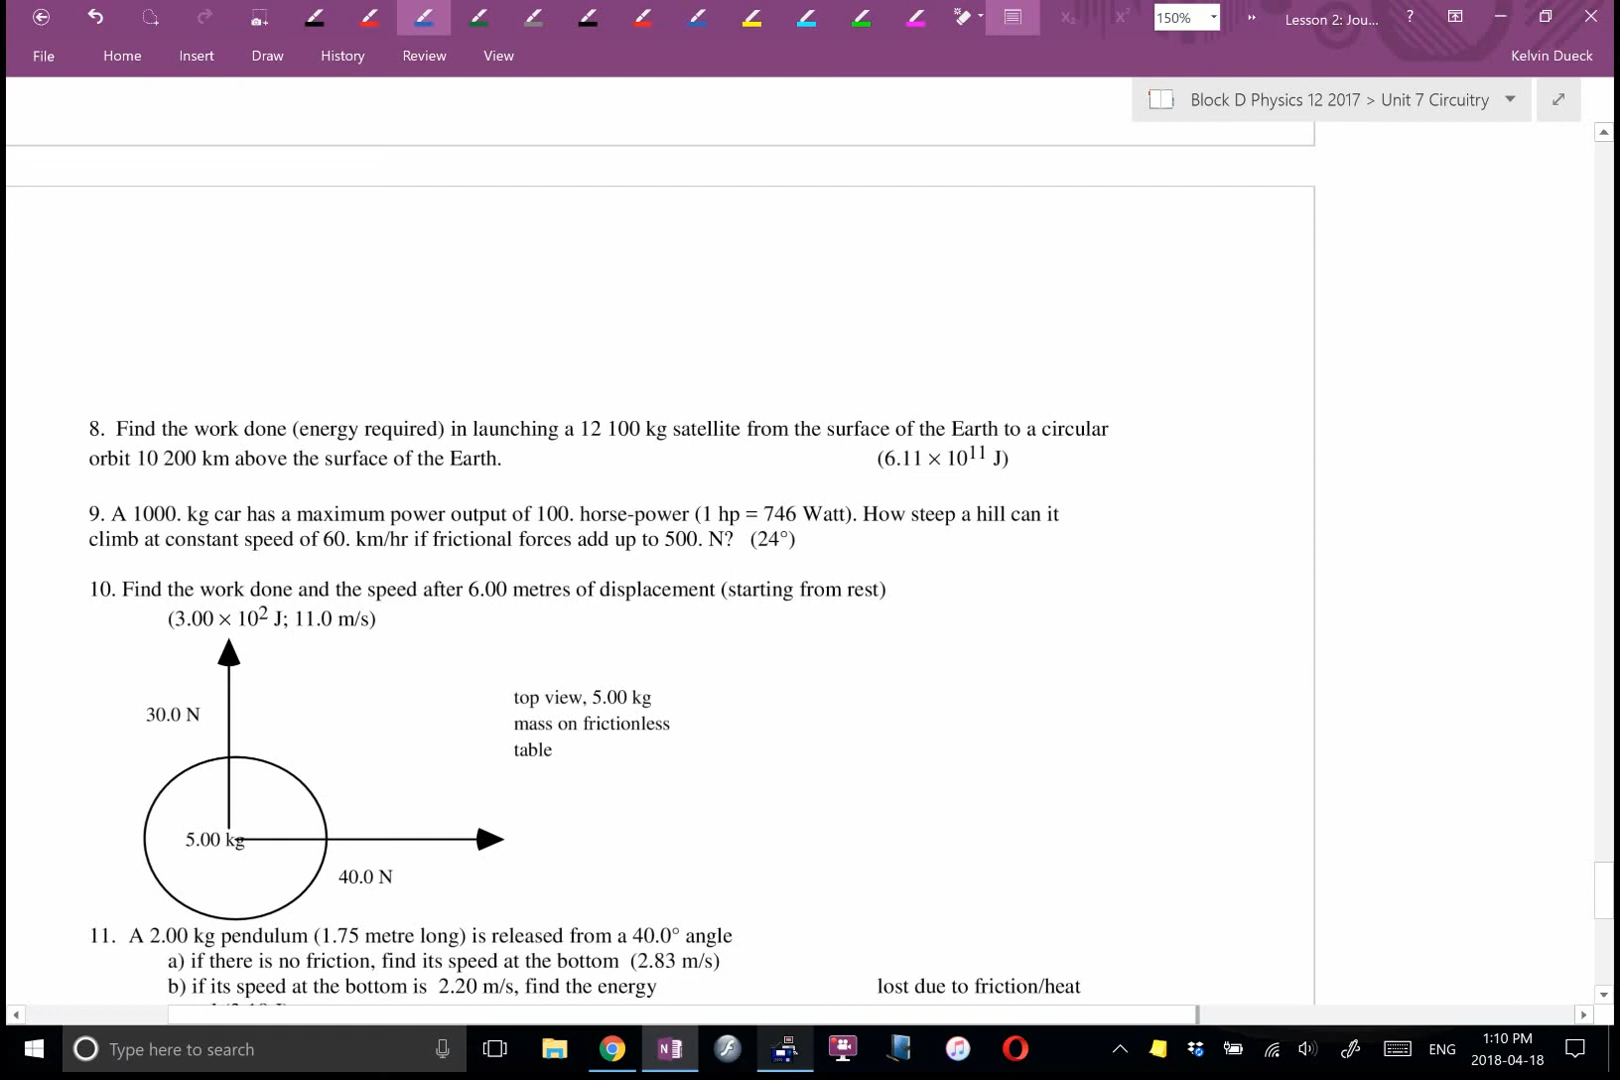 150%
Lesson 2: Jou...
?
File
Home
Insert
Draw
History
Review
View
Kelvin Dueck
Block D Physics 12 2017 > Unit 7 Circuitry
8. Find the work done (energy required) in launching a 12 100 kg satellite from the surface of the Earth to a circular
orbit 10 200 km above the surface of the Earth. (6.11 × 10¹¹ J)
9. A 1000. kg car has a maximum power output of 100. horse-power (1 hp = 746 Watt). How steep a hill can it
climb at constant speed of 60. km/hr if frictional forces add up to 500. N? (24°)
10. Find the work done and the speed after 6.00 metres of displacement (starting from rest)
(3.00 × 10² J; 11.0 m/s)
30.0 N
top view, 5.00 kg
mass on frictionless
table
5.00 kg
40.0 N
11. A 2.00 kg pendulum (1.75 metre long) is released from a 40.0° angle
a) if there is no friction, find its speed at the bottom (2.83 m/s)
b) if its speed at the bottom is 2.20 m/s, find the energy lost due to friction/heat
Type here to search
ENG
1:10 PM
2018-04-18